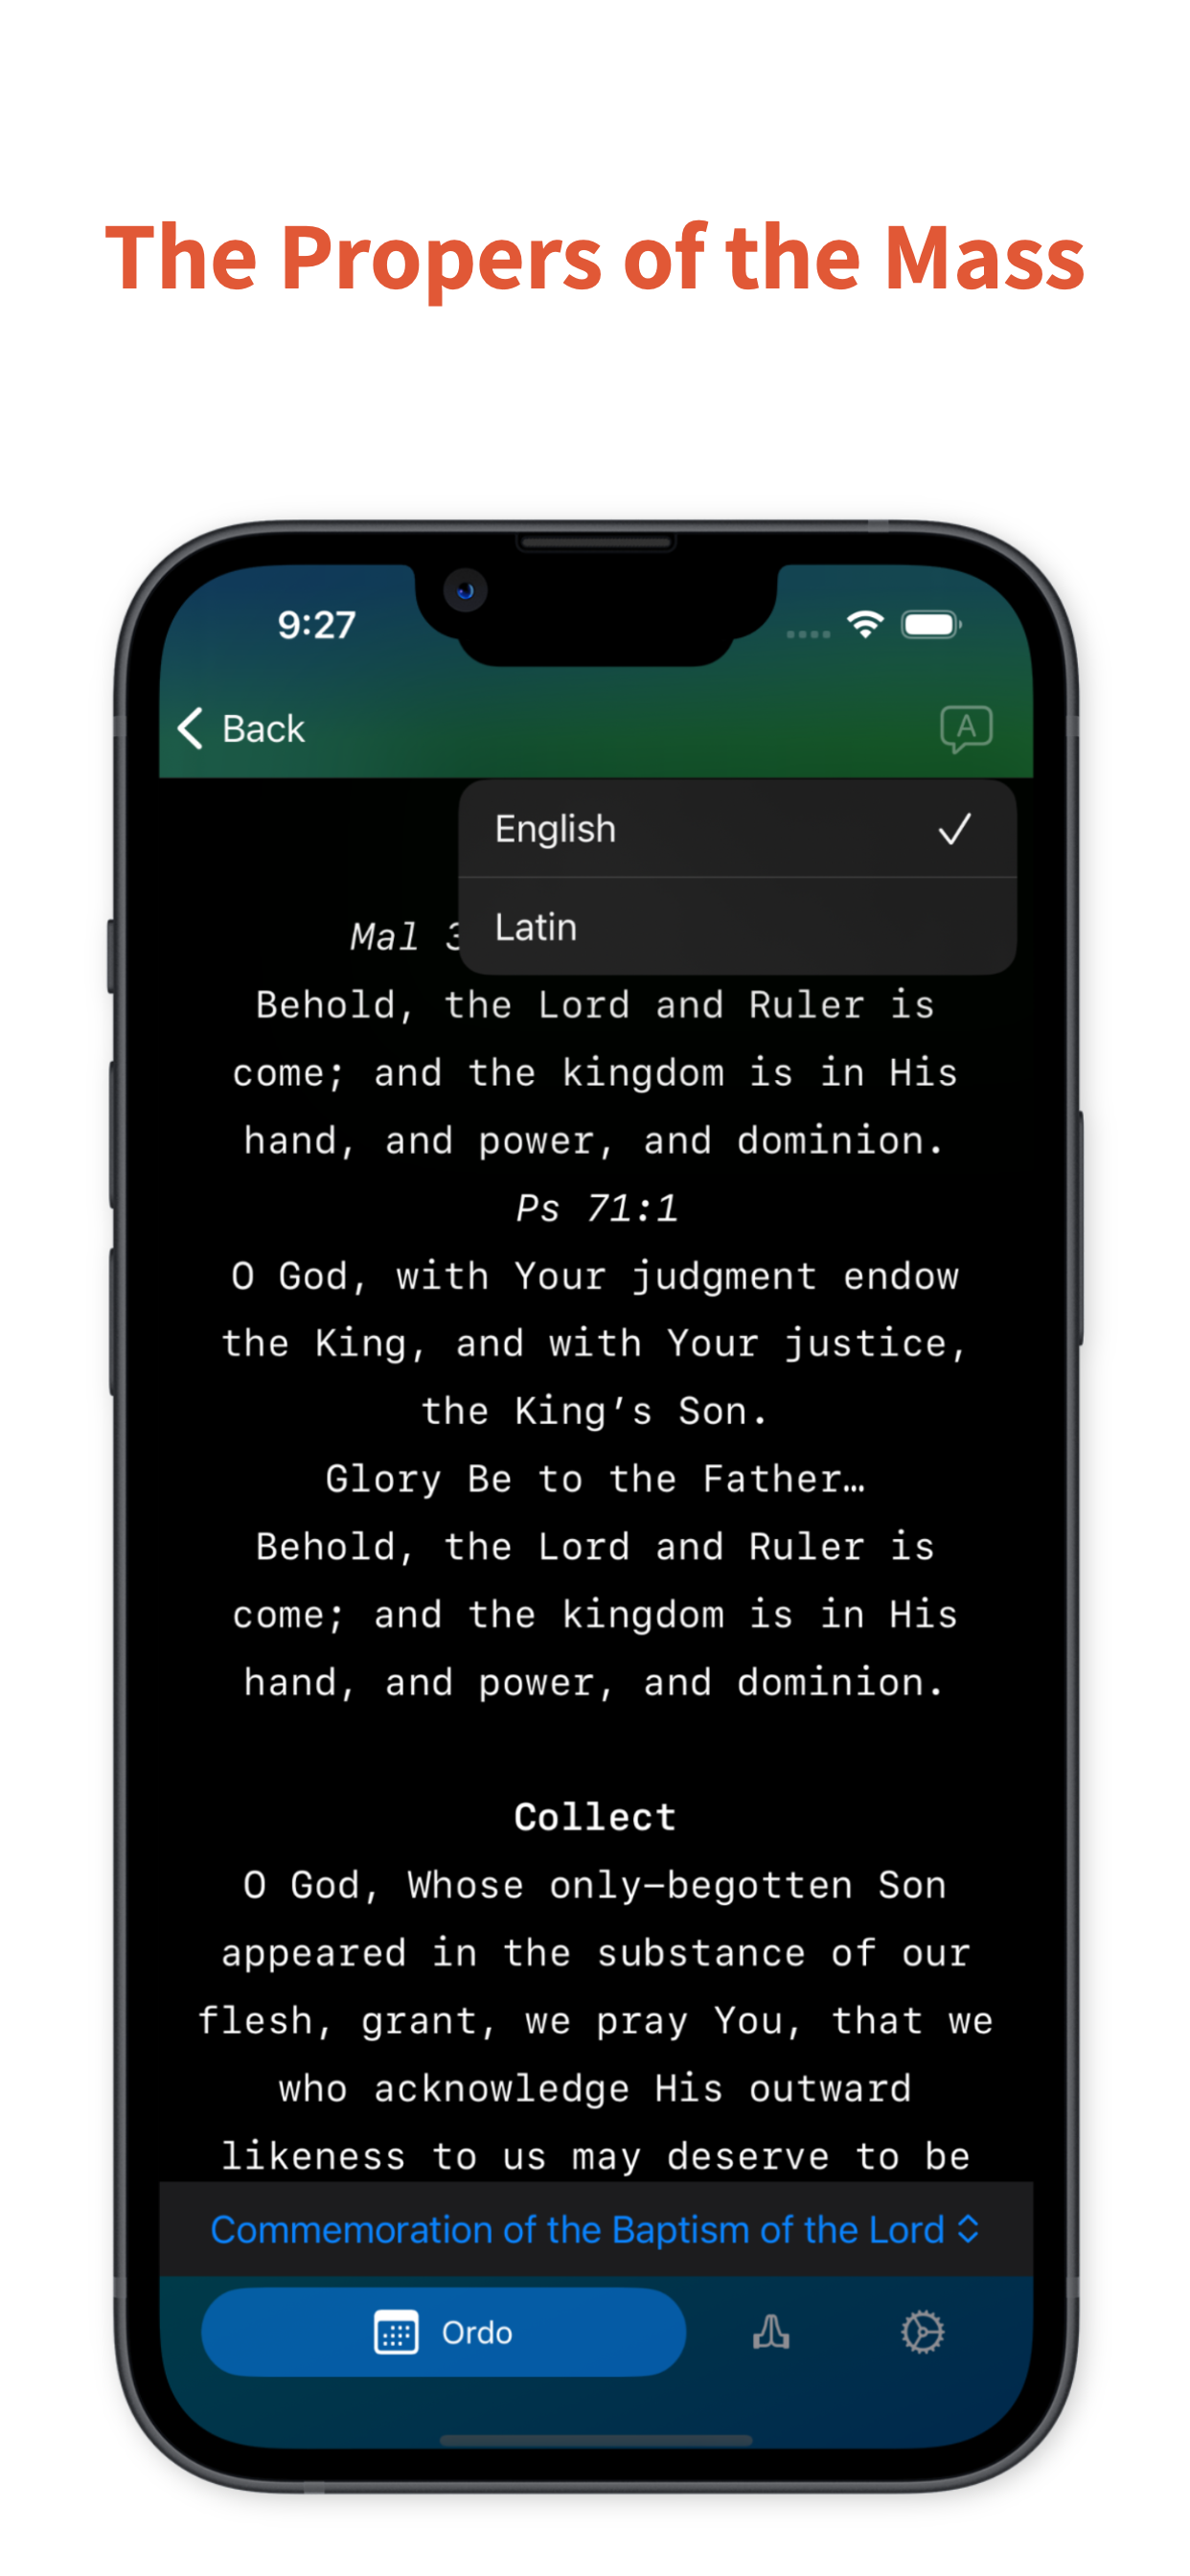 The Propers of the Mass
9:27
Back
A
English
Latin
Mal
Behold, the Lord and Ruler is
come; and the kingdom is in His
hand, and power, and dominion.
Ps 71:1
O God, with Your judgment endow
the King, and with Your justice,
the King’s Son.
Glory Be to the Father…
Behold, the Lord and Ruler is
come; and the kingdom is in His
hand, and power, and dominion.
Collect
O God, Whose only-begotten Son
appeared in the substance of our
flesh, grant, we pray You, that we
who acknowledge His outward
likeness to us may deserve to be
Commemoration of the Baptism of the Lord
Ordo